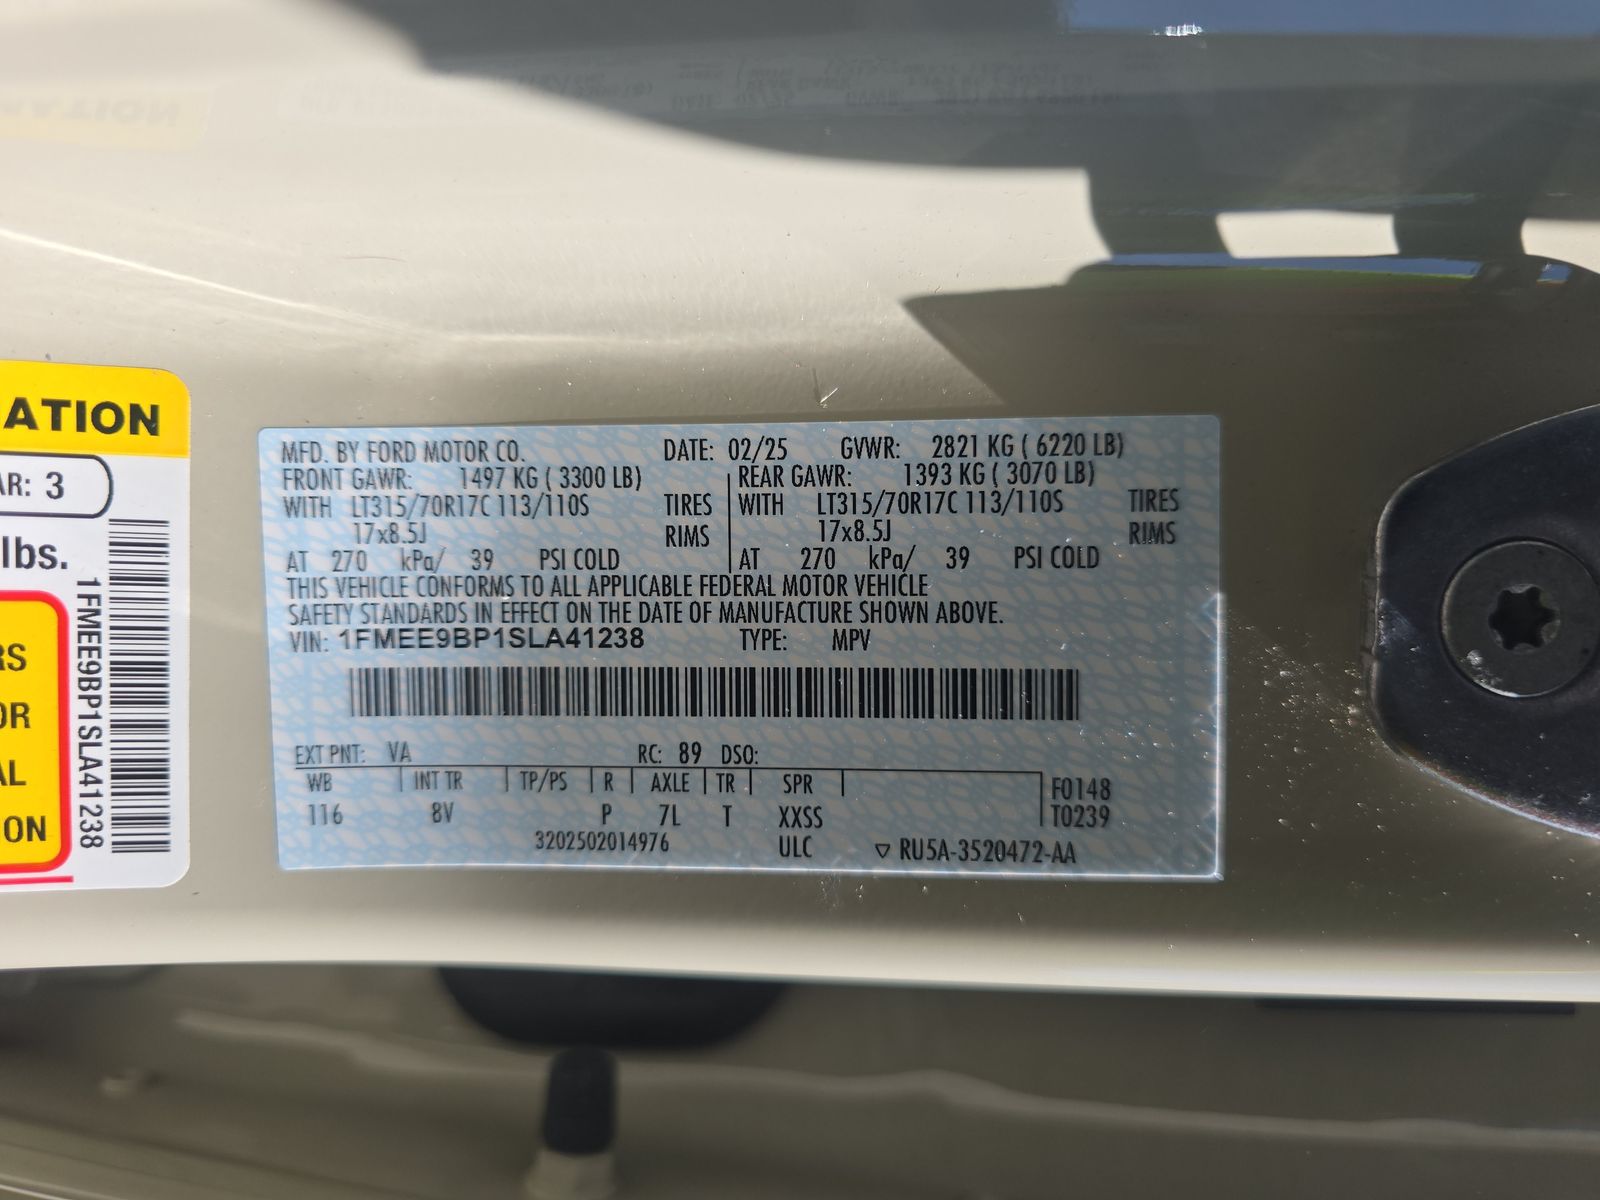 ATION
AR: 3
lbs.
1FMEE9BP1SLA41238
RS
OR
AL
ION
MFD. BY FORD MOTOR CO. DATE: 02/25 GVWR: 2821 KG ( 6220 LB)
FRONT GAWR: 1497 KG ( 3300 LB) REAR GAWR: 1393 KG ( 3070 LB)
WITH LT315/70R17C 113/110S TIRES WITH LT315/70R17C 113/110S TIRES
17x8.5J RIMS 17x8.5J RIMS
AT 270 kPa/ 39 PSI COLD AT 270 kPa/ 39 PSI COLD
THIS VEHICLE CONFORMS TO ALL APPLICABLE FEDERAL MOTOR VEHICLE
SAFETY STANDARDS IN EFFECT ON THE DATE OF MANUFACTURE SHOWN ABOVE.
VIN: 1FMEE9BP1SLA41238 TYPE: MPV
EXT PNT: VA RC: 89 DSO:
WB INT TR TP/PS R AXLE TR SPR F0148
116 8V P 7L T XXSS T0239
3202502014976 ULC ▽ RU5A-3520472-AA